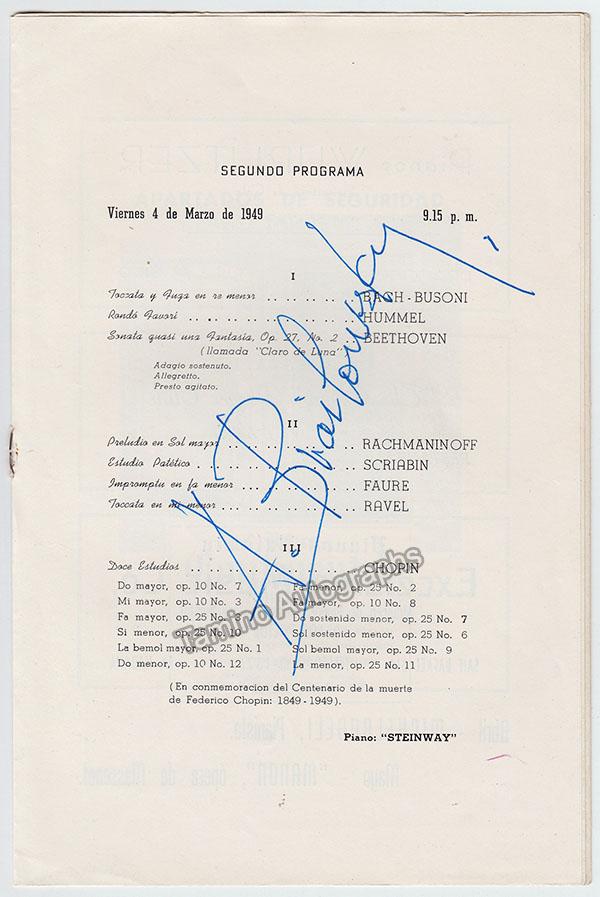 SEGUNDO PROGRAMA
Viernes 4 de Marzo de 1949 9.15 p. m.
I
Toccata y Fuga en re menor . . . . . . . . . . BACH-BUSONI
Rondó Favori . . . . . . . . . . HUMMEL
Sonata quasi una Fantasia, Op. 27, No. 2 . . BEETHOVEN
(llamada "Claro de Luna"
Adagio sostenuto.
Allegretto.
Presto agitato.
II
Preludio en Sol mayor . . . . . . . . . . RACHMANINOFF
Estudio Patético . . . . . . . . . . SCRIABIN
Impromptu en fa menor . . . . . . . . . . FAURE
Toccata en mi menor . . . . . . . . . . RAVEL
III
Doce Estudios . . . . . . . . . . CHOPIN
Do mayor, op. 10 No. 7 Fa menor, op. 25 No. 2
Mi mayor, op. 10 No. 3 Fa mayor, op. 10 No. 8
Fa mayor, op. 25 No. 3 Do sostenido menor, op. 25 No. 7
Si menor, op. 25 No. 10 Sol sostenido menor, op. 25 No. 6
La bemol mayor, op. 25 No. 1 Sol bemol mayor, op. 25 No. 9
Do menor, op. 10 No. 12 La menor, op. 25 No. 11
Tamino Autographs
(En conmemoracion del Centenario de la muerte
de Federico Chopin: 1849-1949).
Piano: "STEINWAY"